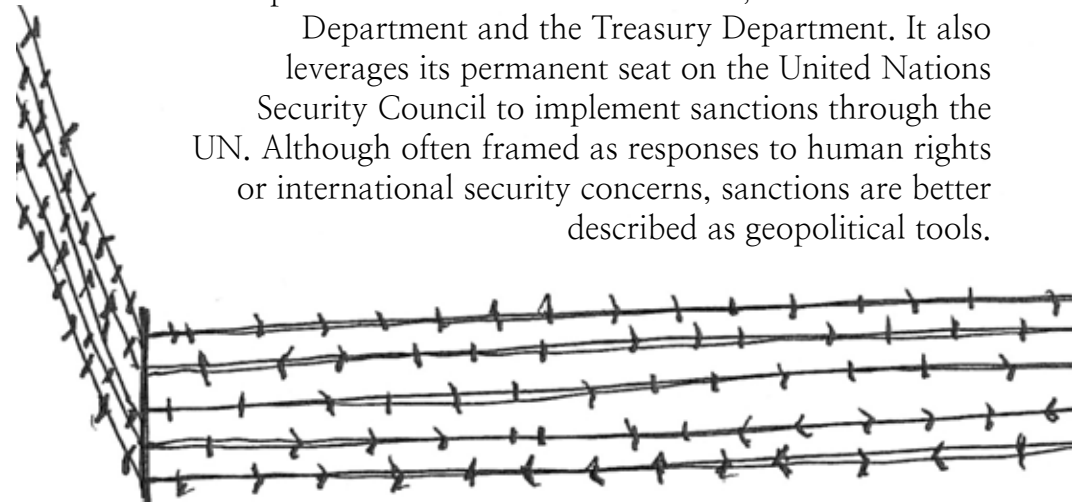 Department and the Treasury Department. It also
leverages its permanent seat on the United Nations
Security Council to implement sanctions through the
UN. Although often framed as responses to human rights
or international security concerns, sanctions are better
described as geopolitical tools.